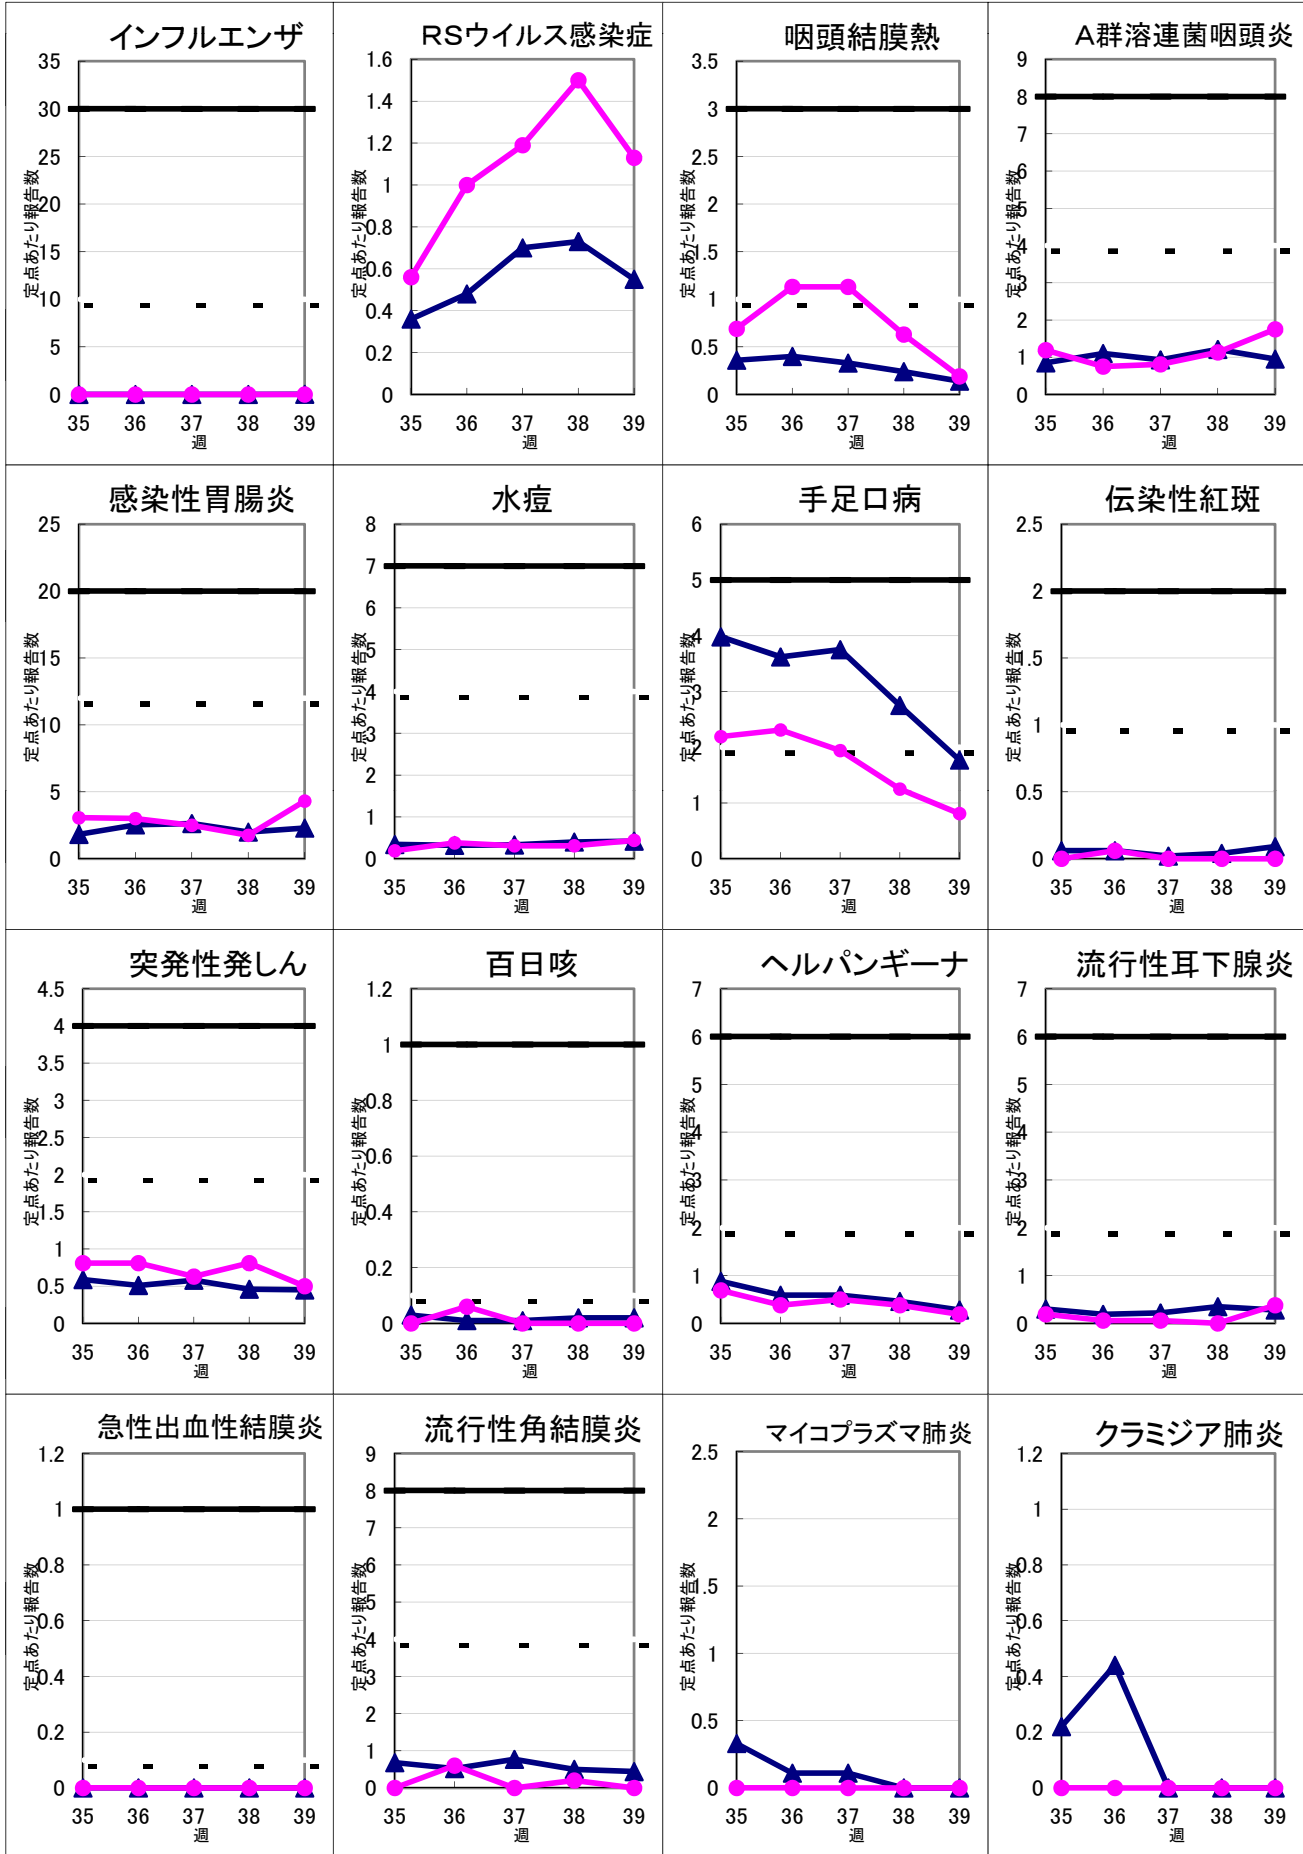 インフルエンザ
35
30
25
20
15
10
5
0
定点あたり報告数
35 36 37 38 39
週
RSウイルス感染症
1.6
1.4
1.2
1
0.8
0.6
0.4
0.2
0
定点あたり報告数
35 36 37 38 39
週
咽頭結膜熱
3.5
3
2.5
2
1.5
1
0.5
0
定点あたり報告数
35 36 37 38 39
週
A群溶連菌咽頭炎
9
8
7
6
5
4
3
2
1
0
定点あたり報告数
35 36 37 38 39
週
感染性胃腸炎
25
20
15
10
5
0
定点あたり報告数
35 36 37 38 39
週
水痘
8
7
6
5
4
3
2
1
0
定点あたり報告数
35 36 37 38 39
週
手足口病
6
5
4
3
2
1
0
定点あたり報告数
35 36 37 38 39
週
伝染性紅斑
2.5
2
1.5
1
0.5
0
定点あたり報告数
35 36 37 38 39
週
突発性発しん
4.5
4
3.5
3
2.5
2
1.5
1
0.5
0
定点あたり報告数
35 36 37 38 39
週
百日咳
1.2
1
0.8
0.6
0.4
0.2
0
定点あたり報告数
35 36 37 38 39
週
ヘルパンギーナ
7
6
5
4
3
2
1
0
定点あたり報告数
35 36 37 38 39
週
流行性耳下腺炎
7
6
5
4
3
2
1
0
定点あたり報告数
35 36 37 38 39
週
急性出血性結膜炎
1.2
1
0.8
0.6
0.4
0.2
0
定点あたり報告数
35 36 37 38 39
週
流行性角結膜炎
9
8
7
6
5
4
3
2
1
0
定点あたり報告数
35 36 37 38 39
週
マイコプラズマ肺炎
2.5
2
1.5
1
0.5
0
定点あたり報告数
35 36 37 38 39
週
クラミジア肺炎
1.2
1
0.8
0.6
0.4
0.2
0
定点あたり報告数
35 36 37 38 39
週